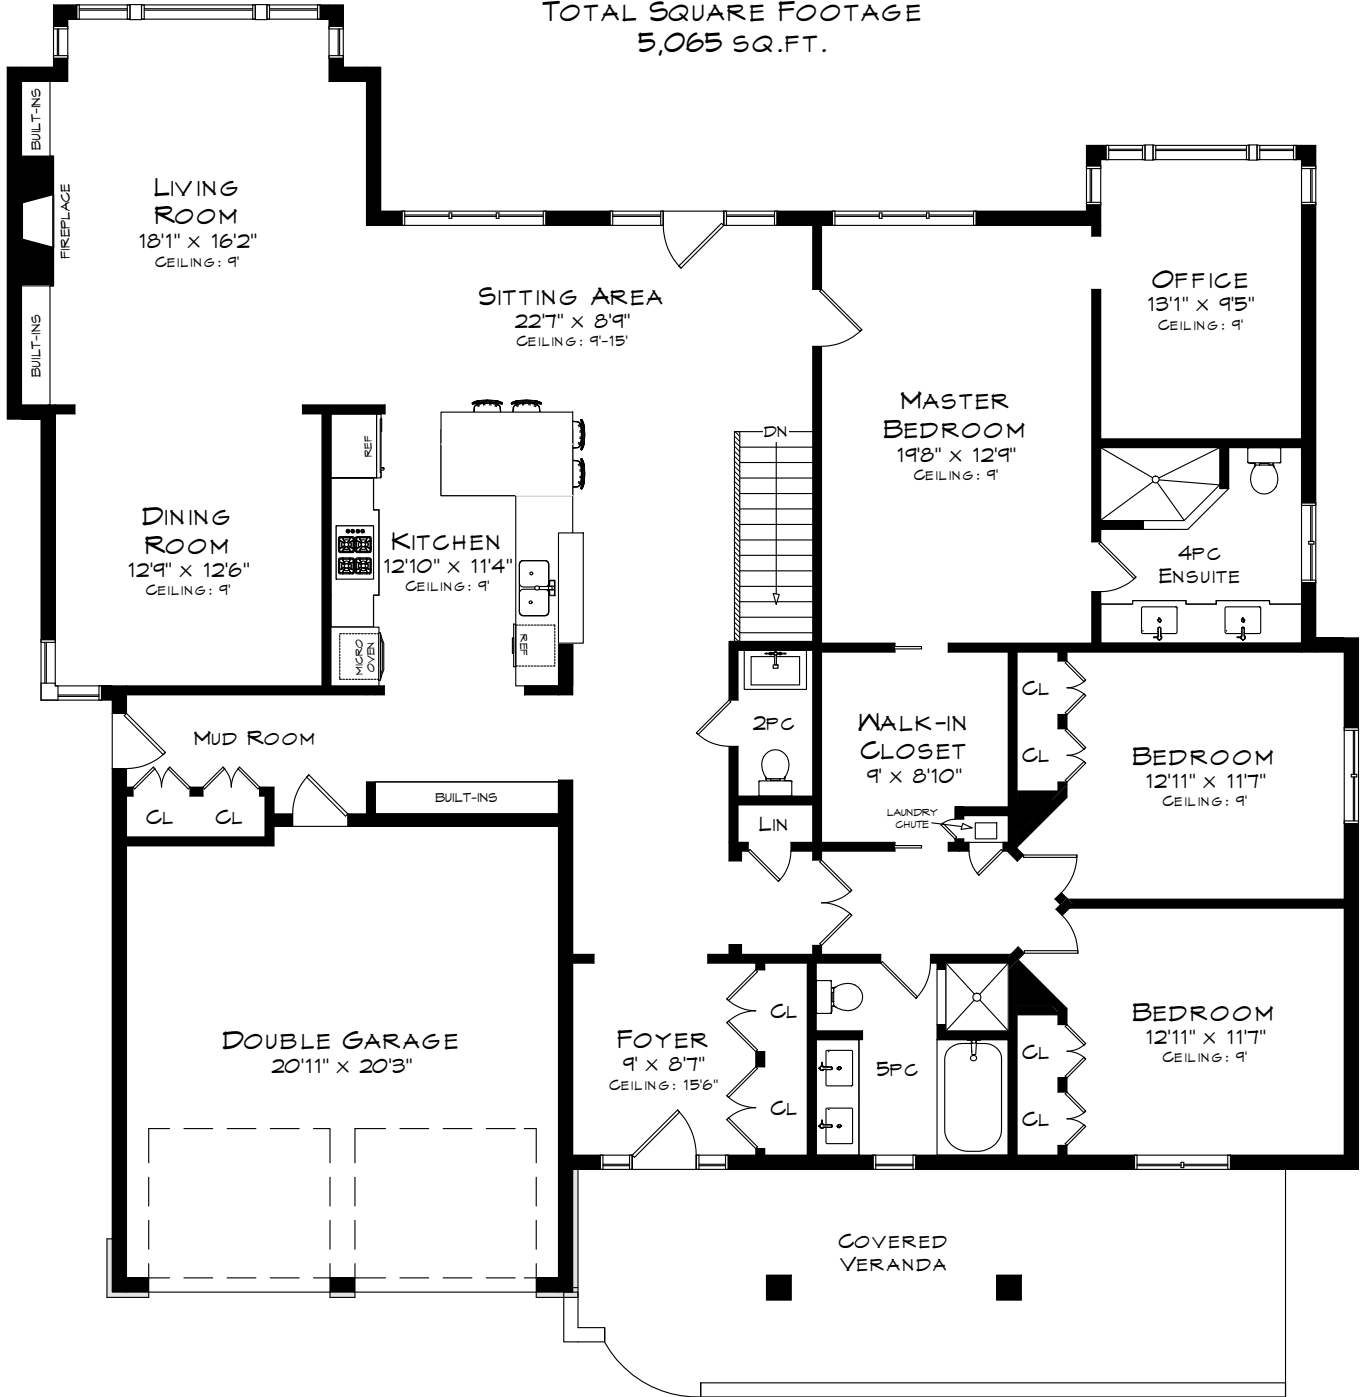 TOTAL SQUARE FOOTAGE
5,065 SQ.FT.
BUILT-INS
FIREPLACE
BUILT-INS
LIVING
ROOM
18'1" x 16'2"
CEILING: 9'
SITTING AREA
22'7" x 8'9"
CEILING: 9'-15'
OFFICE
13'1" x 9'5"
CEILING: 9'
MASTER
BEDROOM
19'8" x 12'9"
CEILING: 9'
DN
REF
DINING
ROOM
12'9" x 12'6"
CEILING: 9'
KITCHEN
12'10" x 11'4"
CEILING: 9'
MICRO
OVEN
REF
4PC
ENSUITE
MUD ROOM
CL
CL
BUILT-INS
2PC
LIN
WALK-IN
CLOSET
9' x 8'10"
LAUNDRY
CHUTE
CL
CL
BEDROOM
12'11" x 11'7"
CEILING: 9'
DOUBLE GARAGE
20'11" x 20'3"
FOYER
9' x 8'7"
CEILING: 15'6"
CL
CL
5PC
CL
CL
BEDROOM
12'11" x 11'7"
CEILING: 9'
COVERED
VERANDA